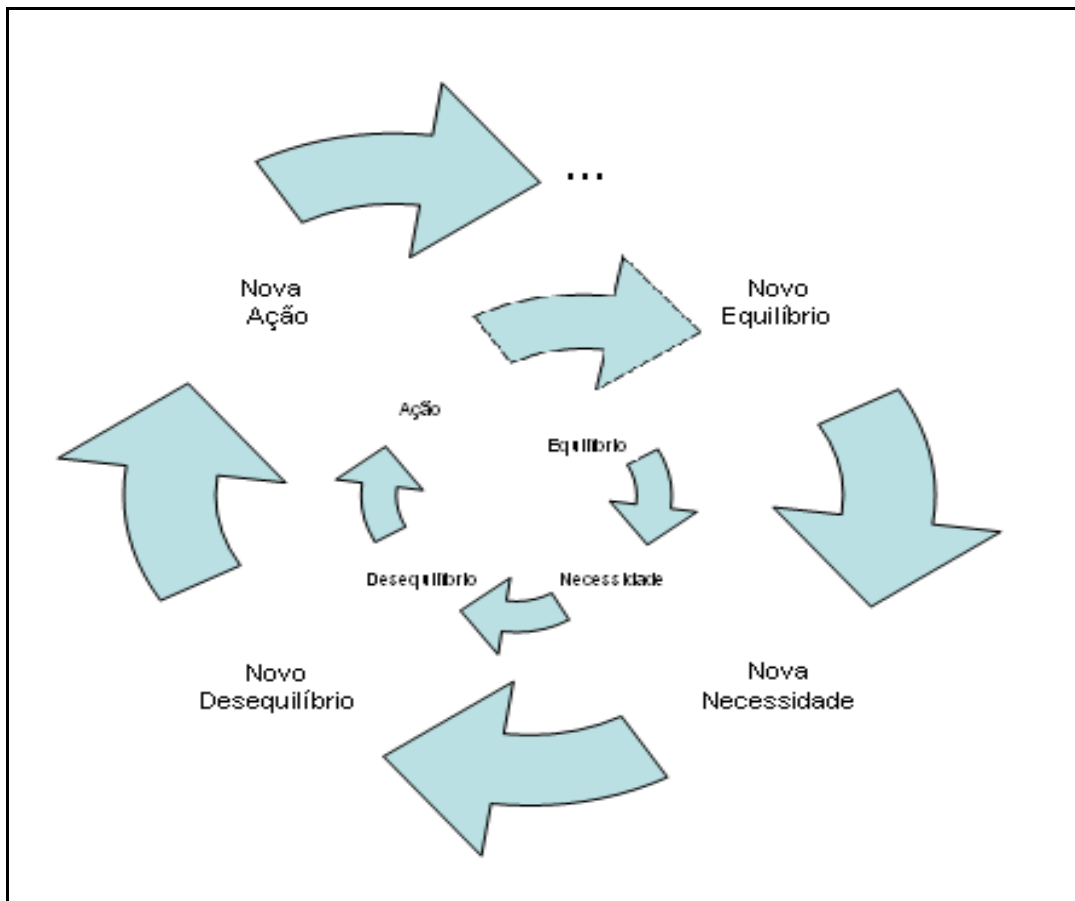 ...
Nova
Ação
Novo
Equilíbrio
Ação
Equilíbrio
Desequilíbrio
Necessidade
Novo
Desequilíbrio
Nova
Necessidade